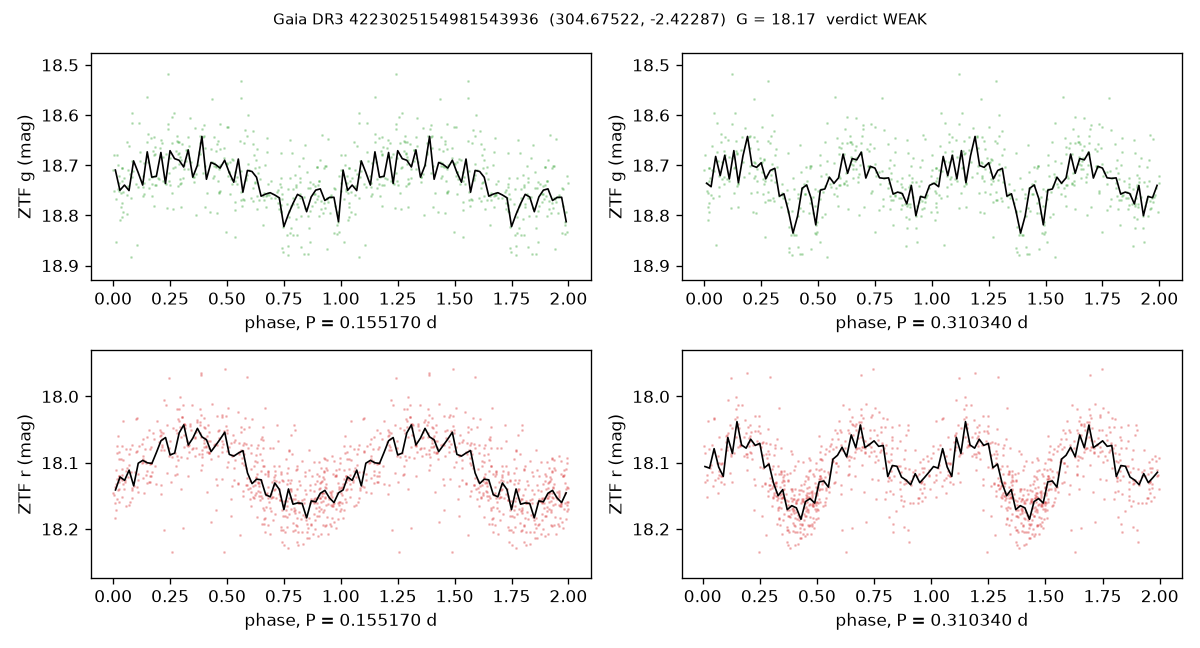 Gaia DR3 4223025154981543936  (304.67522, -2.42287)  G = 18.17  verdict WEAK
ZTF g (mag)
18.5
18.6
18.7
18.8
18.9
0.00 0.25 0.50 0.75 1.00 1.25 1.50 1.75 2.00
phase, P = 0.155170 d
ZTF g (mag)
18.5
18.6
18.7
18.8
18.9
0.00 0.25 0.50 0.75 1.00 1.25 1.50 1.75 2.00
phase, P = 0.310340 d
ZTF r (mag)
18.0
18.1
18.2
0.00 0.25 0.50 0.75 1.00 1.25 1.50 1.75 2.00
phase, P = 0.155170 d
ZTF r (mag)
18.0
18.1
18.2
0.00 0.25 0.50 0.75 1.00 1.25 1.50 1.75 2.00
phase, P = 0.310340 d